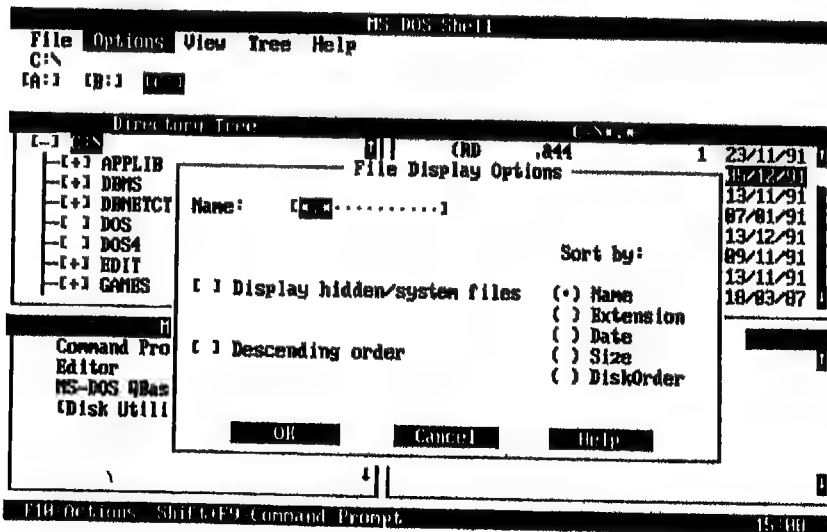 MS-DOS Shell
File Options View Tree Help
C:\
[A:] [B:] [C:]
Directory Tree
C:\*.*
[-] C:\
[+] APPLIB
[+] DBMS
[+] DBNETCT
[ ] DOS
[ ] DOS4
[+] EDIT
[+] GAMES
(RD .a44 1 23/11/91
10/12/91
13/11/91
07/01/91
13/12/91
09/11/91
13/11/91
18/03/87
File Display Options
Name: [*.*..........]
Sort by:
[ ] Display hidden/system files
[ ] Descending order
(•) Name
( ) Extension
( ) Date
( ) Size
( ) DiskOrder
OK Cancel Help
M
Command Pro
Editor
MS-DOS QBas
[Disk Utili
F10=Actions Shift+F9=Command Prompt
15:00